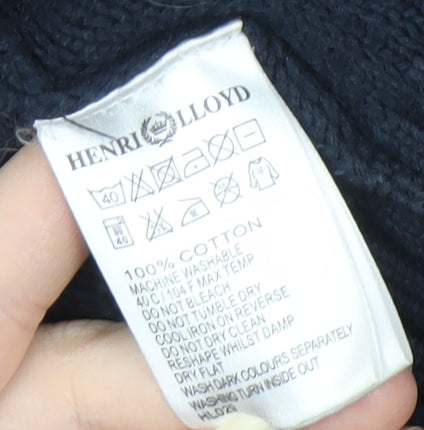 HENRI LLOYD
40
40
100% COTTON
MACHINE WASHABLE
40 C / 104 F MAX TEMP
DO NOT BLEACH
DO NOT TUMBLE DRY
COOL IRON ON REVERSE
DO NOT DRY CLEAN
RESHAPE WHILST DAMP
DRY FLAT
WASH DARK COLOURS SEPARATELY
WASHING TURN INSIDE OUT